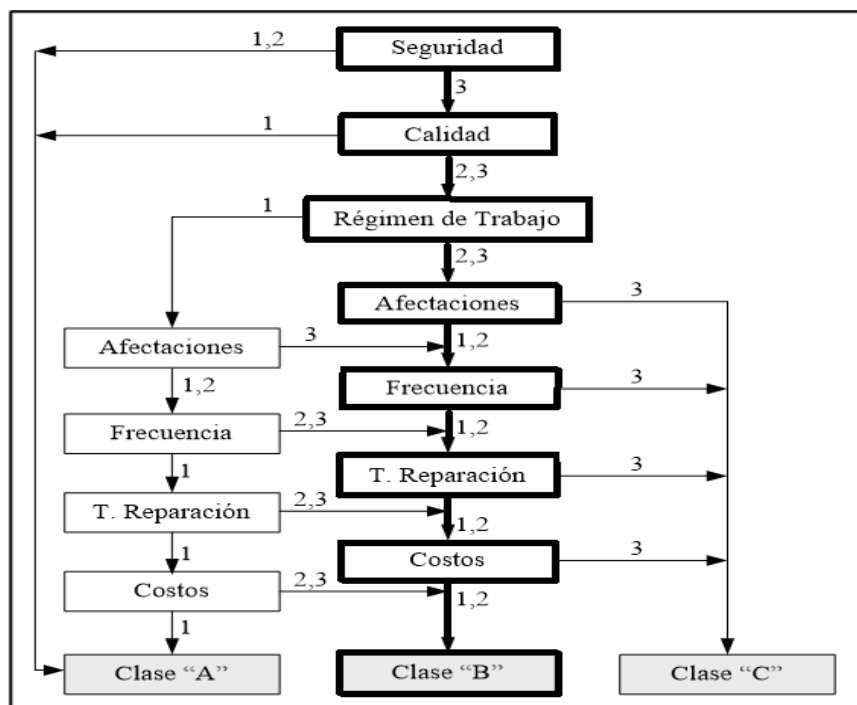 1,2
Seguridad
3
1
Calidad
2,3
1
Régimen de Trabajo
2,3
Afectaciones
3
Afectaciones
3
1,2
1,2
Frecuencia
3
Frecuencia
2,3
1,2
1
T. Reparación
3
T. Reparación
2,3
1,2
1
Costos
3
Costos
2,3
1,2
1
Clase “A”
Clase “B”
Clase “C”